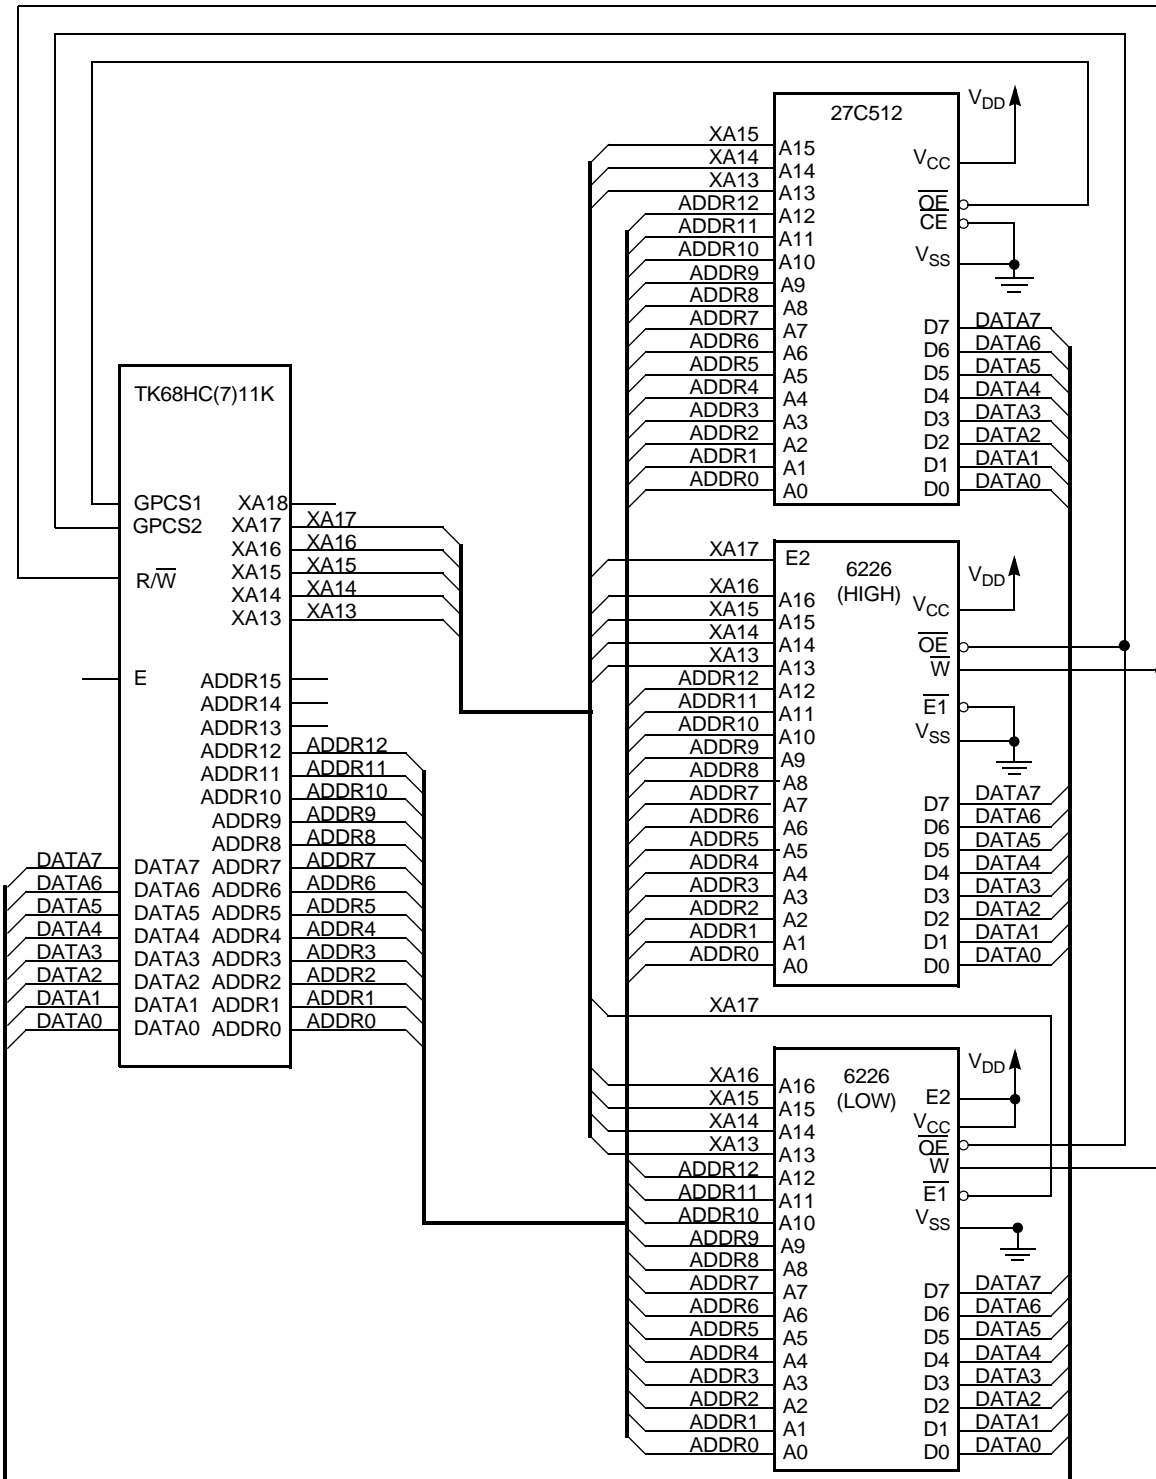 TK68HC(7)11K
GPCS1 XA18
GPCS2 XA17 XA17
XA16 XA16
R/W̅ XA15 XA15
XA14 XA14
XA13 XA13
E ADDR15
ADDR14
ADDR13
ADDR12 ADDR12
ADDR11 ADDR11
ADDR10 ADDR10
ADDR9 ADDR9
ADDR8 ADDR8
DATA7 DATA7 ADDR7 ADDR7
DATA6 DATA6 ADDR6 ADDR6
DATA5 DATA5 ADDR5 ADDR5
DATA4 DATA4 ADDR4 ADDR4
DATA3 DATA3 ADDR3 ADDR3
DATA2 DATA2 ADDR2 ADDR2
DATA1 DATA1 ADDR1 ADDR1
DATA0 DATA0 ADDR0 ADDR0
27C512
VDD
XA15 A15
XA14 A14 VCC
XA13 A13
ADDR12 A12 O̅E̅
ADDR11 A11 C̅E̅
ADDR10 A10 VSS
ADDR9 A9
ADDR8 A8
ADDR7 A7 D7 DATA7
ADDR6 A6 D6 DATA6
ADDR5 A5 D5 DATA5
ADDR4 A4 D4 DATA4
ADDR3 A3 D3 DATA3
ADDR2 A2 D2 DATA2
ADDR1 A1 D1 DATA1
ADDR0 A0 D0 DATA0
XA17 E2
6226
(HIGH)
VDD
XA16 A16 VCC
XA15 A15
XA14 A14 O̅E̅
XA13 A13 W̅
ADDR12 A12
ADDR11 A11 E̅1̅
ADDR10 A10 VSS
ADDR9 A9
ADDR8 A8
ADDR7 A7 D7 DATA7
ADDR6 A6 D6 DATA6
ADDR5 A5 D5 DATA5
ADDR4 A4 D4 DATA4
ADDR3 A3 D3 DATA3
ADDR2 A2 D2 DATA2
ADDR1 A1 D1 DATA1
ADDR0 A0 D0 DATA0
XA17
6226
(LOW)
VDD
XA16 A16 E2
XA15 A15 VCC
XA14 A14 O̅E̅
XA13 A13 W̅
ADDR12 A12 E̅1̅
ADDR11 A11
ADDR10 A10 VSS
ADDR9 A9
ADDR8 A8
ADDR7 A7 D7 DATA7
ADDR6 A6 D6 DATA6
ADDR5 A5 D5 DATA5
ADDR4 A4 D4 DATA4
ADDR3 A3 D3 DATA3
ADDR2 A2 D2 DATA2
ADDR1 A1 D1 DATA1
ADDR0 A0 D0 DATA0